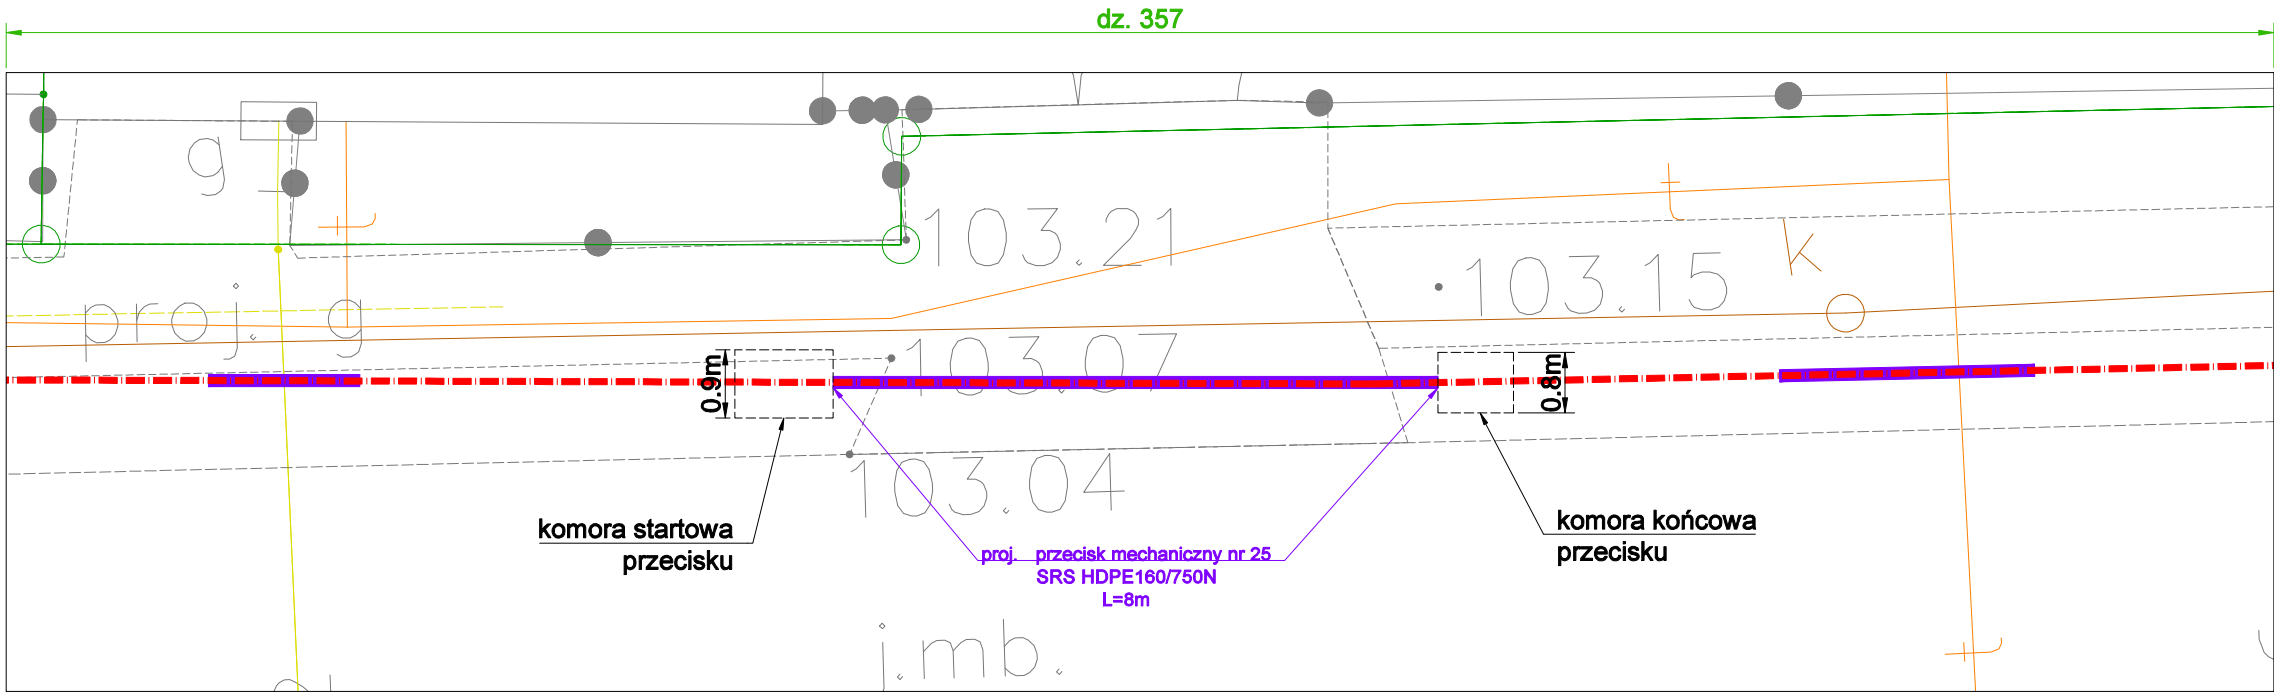 dz. 357
g
t
103.21
t
k
103.15
proj. g
103.07
0.9m
0.8m
103.04
komora startowa
przecisku
proj. przecisk mechaniczny nr 25
SRS HDPE160/750N
L=8m
komora końcowa
przecisku
j.mb.
t